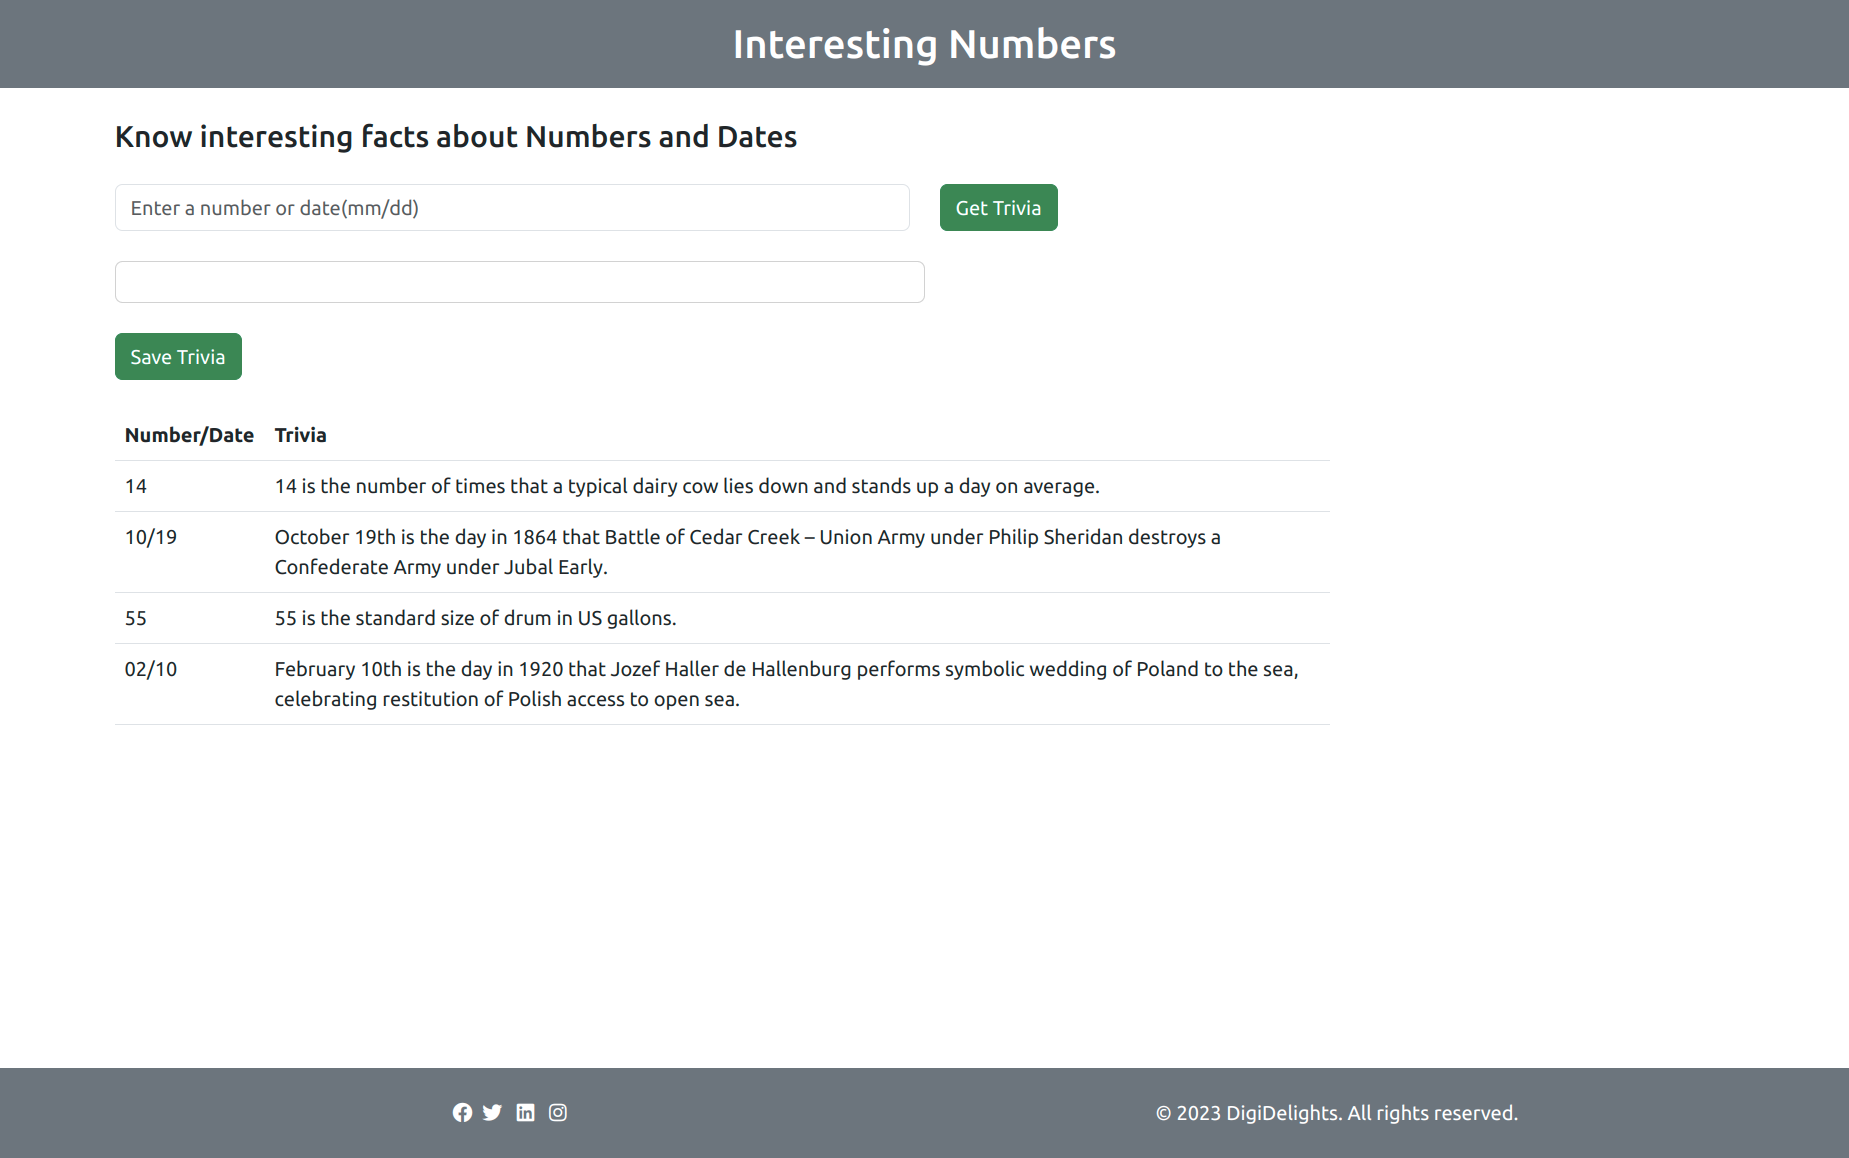 Interesting Numbers
Know interesting facts about Numbers and Dates
Enter a number or date(mm/dd) Get Trivia
Save Trivia
Number/Date Trivia
14 14 is the number of times that a typical dairy cow lies down and stands up a day on average.
10/19 October 19th is the day in 1864 that Battle of Cedar Creek – Union Army under Philip Sheridan destroys a
Confederate Army under Jubal Early.
55 55 is the standard size of drum in US gallons.
02/10 February 10th is the day in 1920 that Jozef Haller de Hallenburg performs symbolic wedding of Poland to the sea,
celebrating restitution of Polish access to open sea.
© 2023 DigiDelights. All rights reserved.